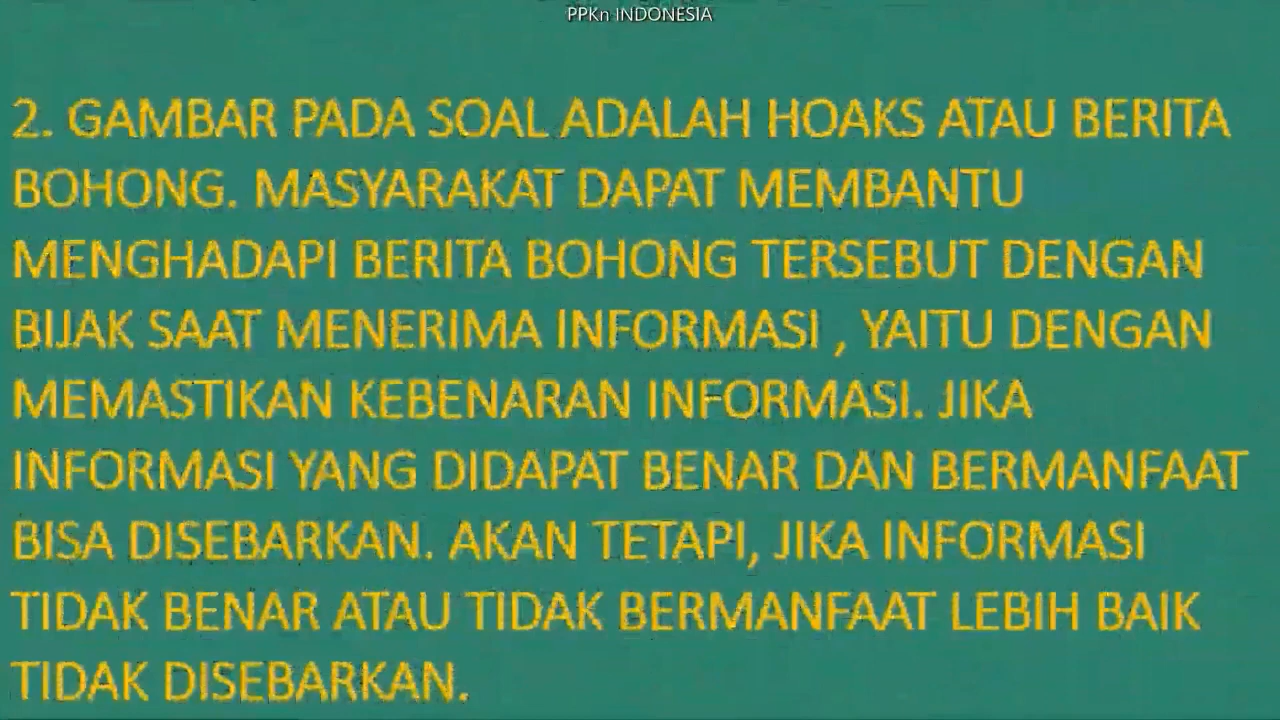 PPKn INDONESIA
2. GAMBAR PADA SOAL ADALAH HOAKS ATAU BERITA
BOHONG. MASYARAKAT DAPAT MEMBANTU
MENGHADAPI BERITA BOHONG TERSEBUT DENGAN
BIJAK SAAT MENERIMA INFORMASI , YAITU DENGAN
MEMASTIKAN KEBENARAN INFORMASI. JIKA
INFORMASI YANG DIDAPAT BENAR DAN BERMANFAAT
BISA DISEBARKAN. AKAN TETAPI, JIKA INFORMASI
TIDAK BENAR ATAU TIDAK BERMANFAAT LEBIH BAIK
TIDAK DISEBARKAN.